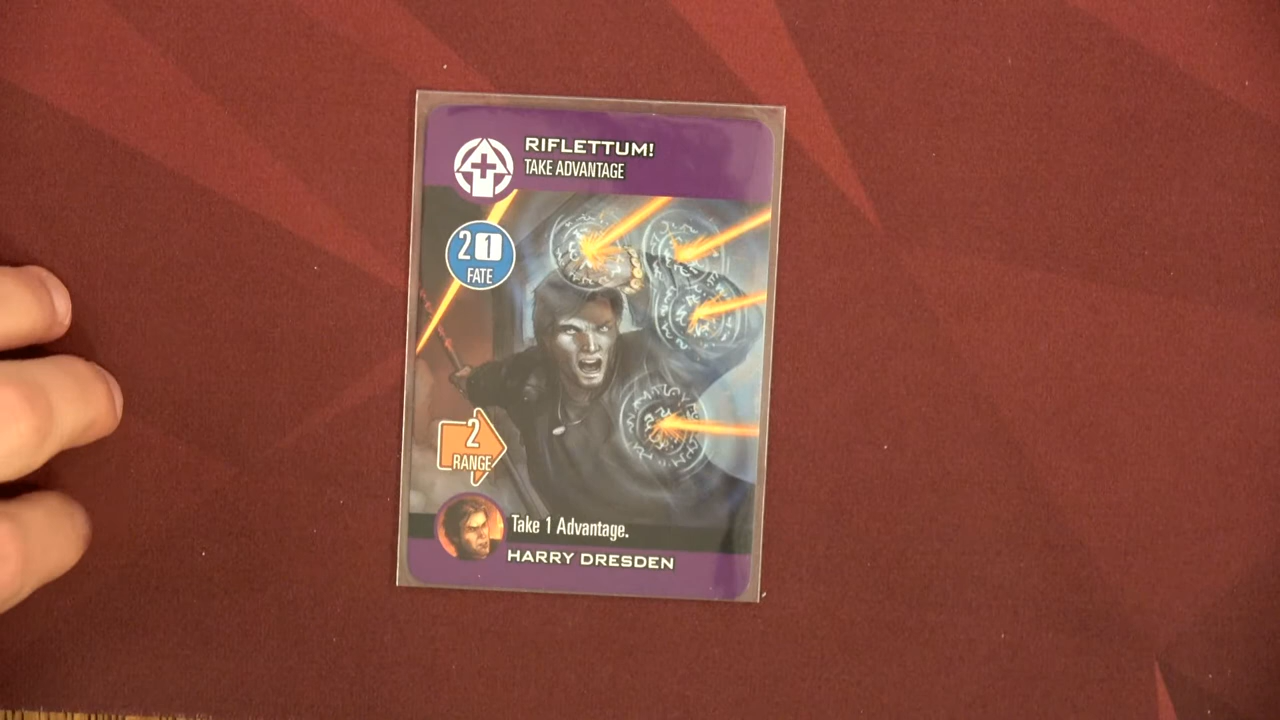 RIFLETTUM!
TAKE ADVANTAGE
2 1
FATE
2
RANGE
Take 1 Advantage.
HARRY DRESDEN